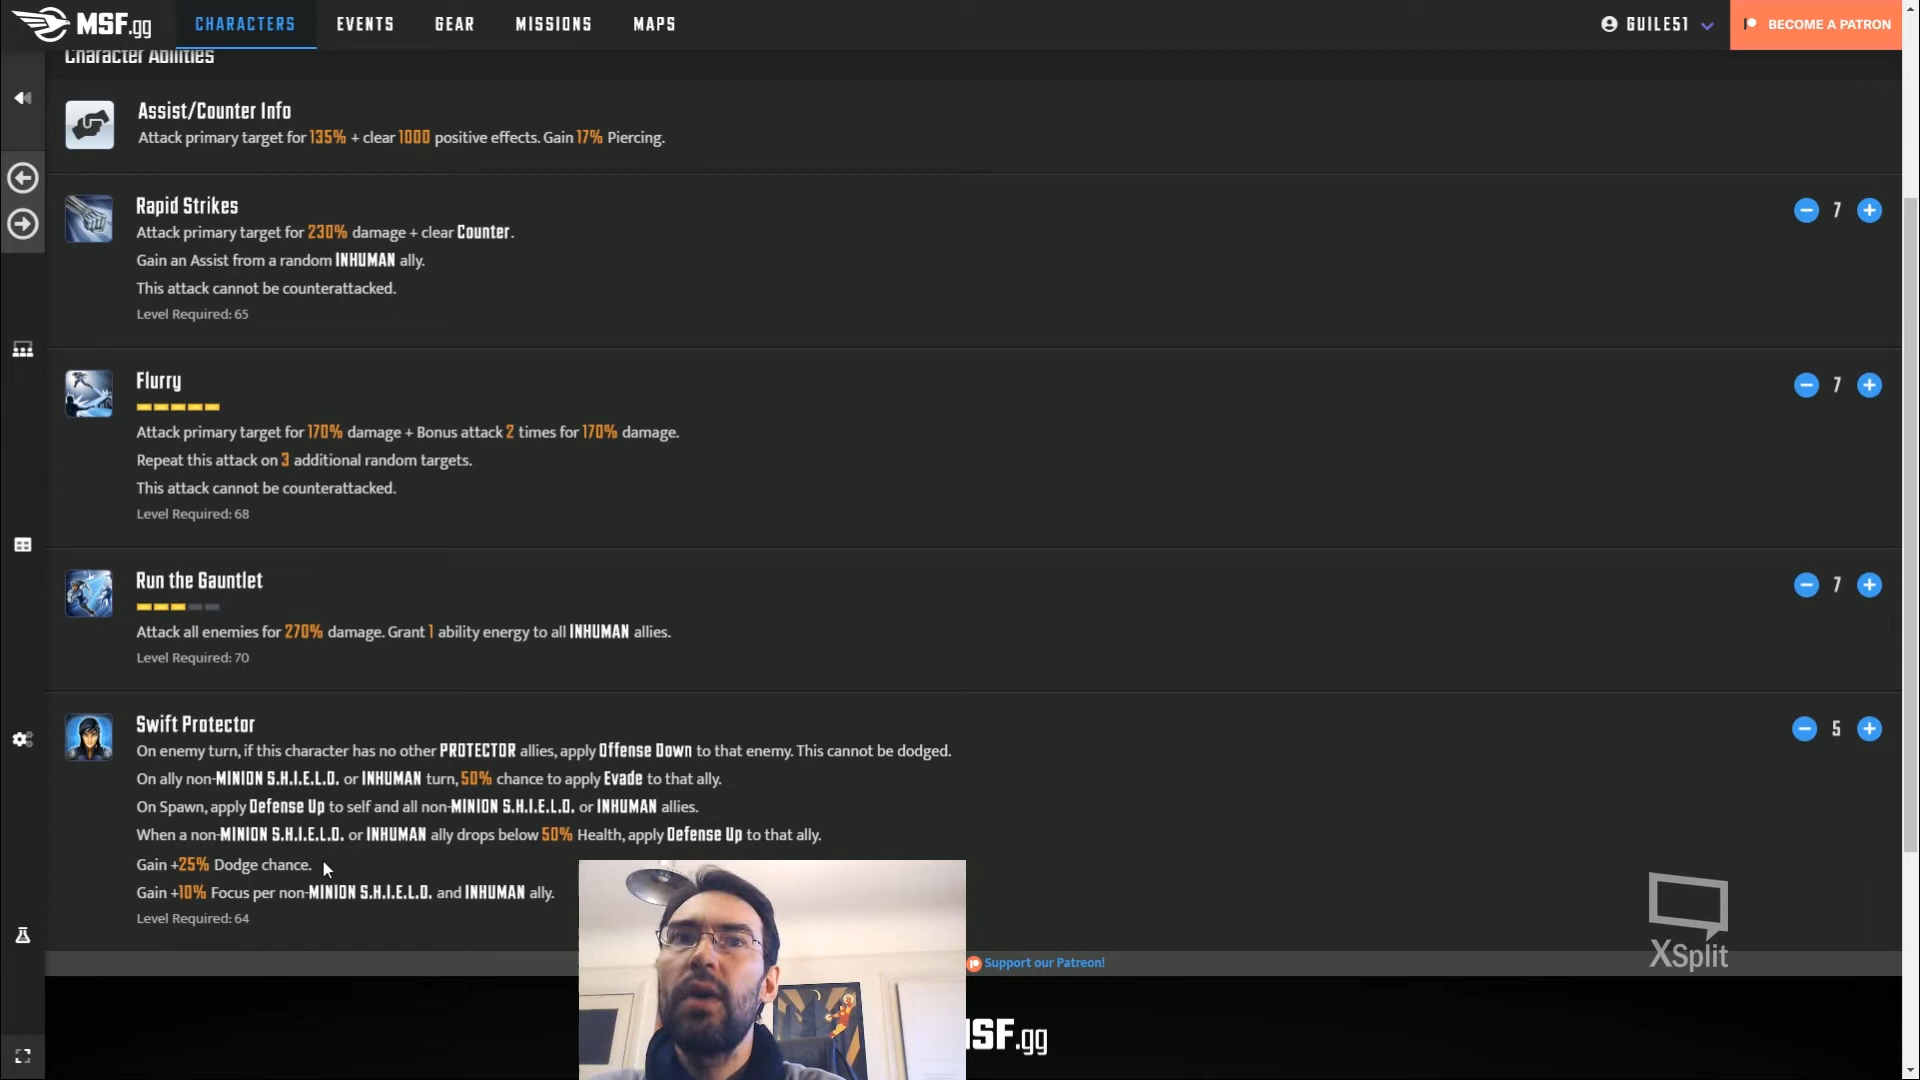 MSF.gg
CHARACTERS
EVENTS
GEAR
MISSIONS
MAPS
GUILE51
BECOME A PATRON
Character Abilities
Assist/Counter Info
Attack primary target for 135% + clear 1000 positive effects. Gain 17% Piercing.
Rapid Strikes
7
Attack primary target for 230% damage + clear Counter.
Gain an Assist from a random INHUMAN ally.
This attack cannot be counterattacked.
Level Required: 65
Flurry
7
Attack primary target for 170% damage + Bonus attack 2 times for 170% damage.
Repeat this attack on 3 additional random targets.
This attack cannot be counterattacked.
Level Required: 68
Run the Gauntlet
7
Attack all enemies for 270% damage. Grant 1 ability energy to all INHUMAN allies.
Level Required: 70
Swift Protector
5
On enemy turn, if this character has no other PROTECTOR allies, apply Offense Down to that enemy. This cannot be dodged.
On ally non-MINION S.H.I.E.L.D. or INHUMAN turn, 50% chance to apply Evade to that ally.
On Spawn, apply Defense Up to self and all non-MINION S.H.I.E.L.D. or INHUMAN allies.
When a non-MINION S.H.I.E.L.D. or INHUMAN ally drops below 50% Health, apply Defense Up to that ally.
Gain +25% Dodge chance.
Gain +10% Focus per non-MINION S.H.I.E.L.D. and INHUMAN ally.
Level Required: 64
XSplit
Support our Patreon!
MSF.gg